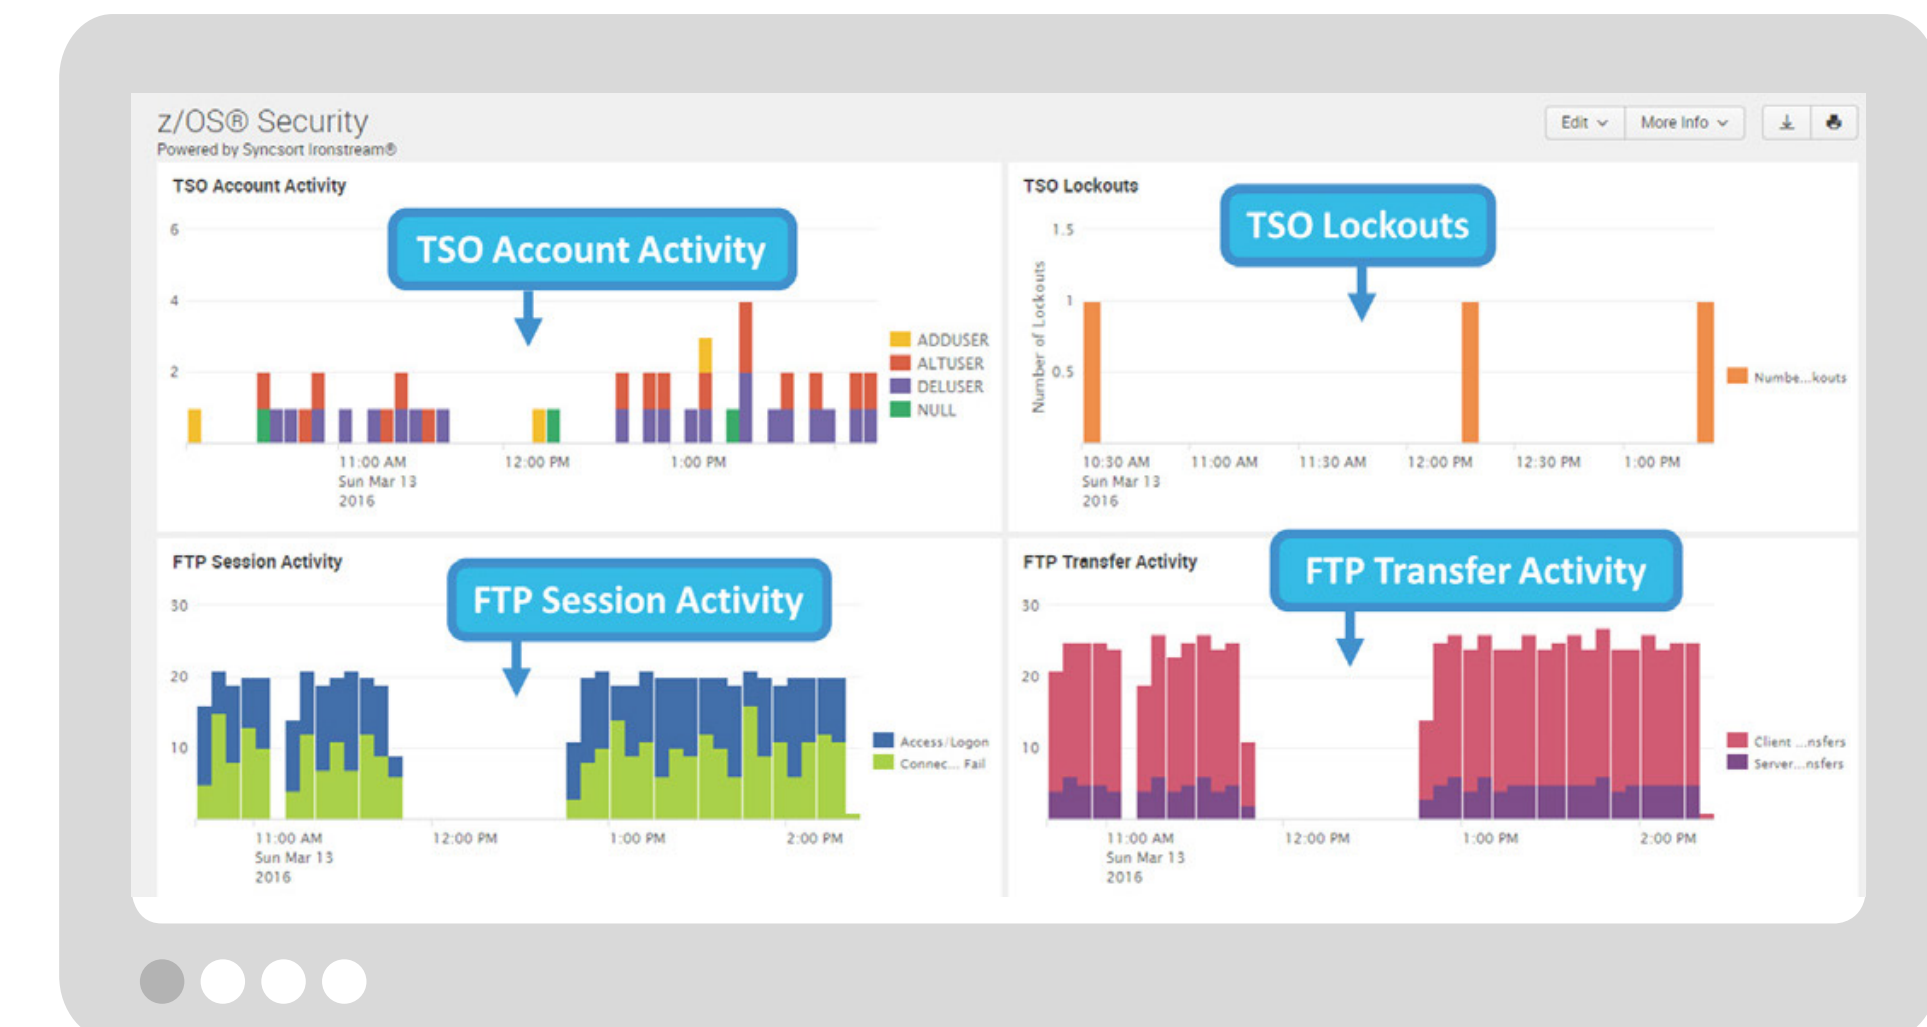 z/OS® Security
Powered by Syncsort Ironstream®
Edit
More Info
TSO Account Activity
TSO Account Activity
6
4
2
11:00 AM
Sun Mar 13
2016
12:00 PM
1:00 PM
ADDUSER
ALTUSER
DELUSER
NULL
TSO Lockouts
TSO Lockouts
Number of Lockouts
1.5
1
0.5
10:30 AM
Sun Mar 13
2016
11:00 AM
11:30 AM
12:00 PM
12:30 PM
1:00 PM
Numbe...kouts
FTP Session Activity
FTP Session Activity
30
20
10
11:00 AM
Sun Mar 13
2016
12:00 PM
1:00 PM
2:00 PM
Access/Logon
Connec... Fail
FTP Transfer Activity
FTP Transfer Activity
30
20
10
11:00 AM
Sun Mar 13
2016
12:00 PM
1:00 PM
2:00 PM
Client ...nsfers
Server...nsfers